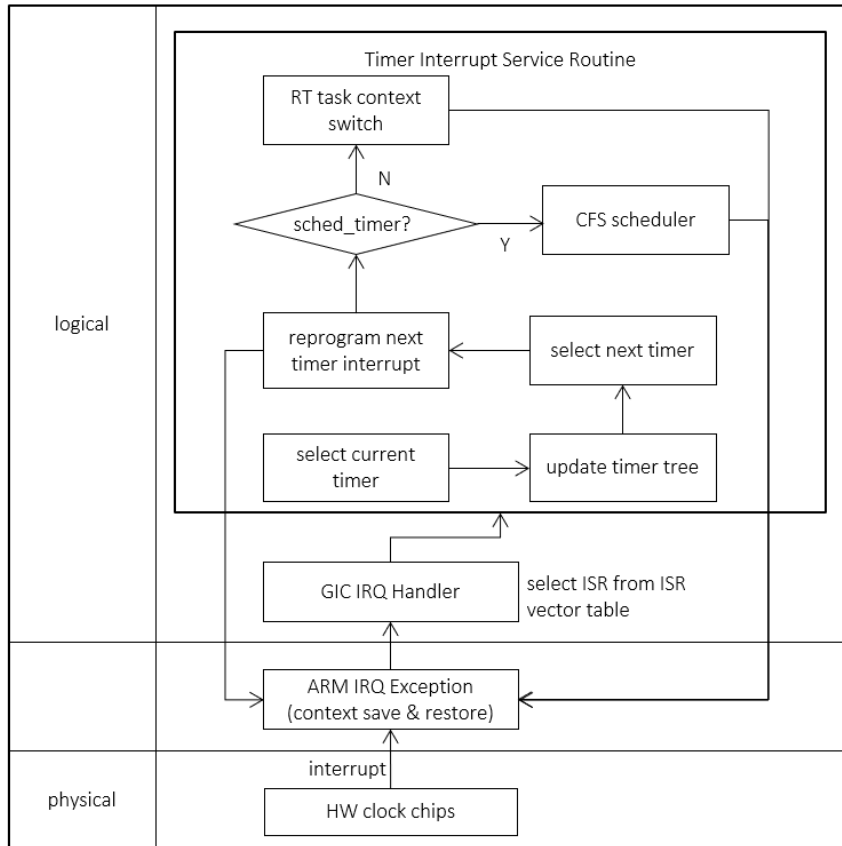 Timer Interrupt Service Routine
RT task context
switch
N
sched_timer?
Y
CFS scheduler
logical
reprogram next
timer interrupt
select next timer
select current
timer
update timer tree
GIC IRQ Handler
select ISR from ISR
vector table
ARM IRQ Exception
(context save & restore)
interrupt
physical
HW clock chips